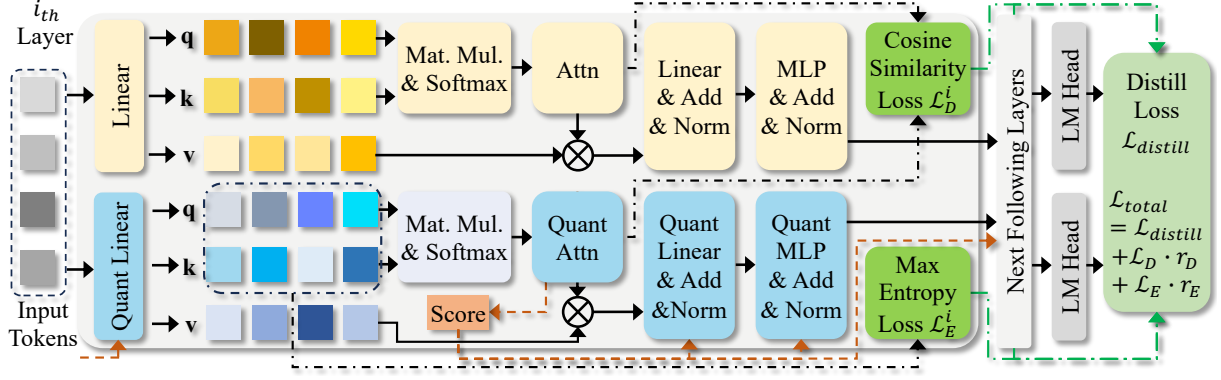 i_th
Layer
Input
Tokens
Linear
q
k
v
Mat. Mul.
& Softmax
Attn
Linear
& Add
& Norm
MLP
& Add
& Norm
Cosine
Similarity
Loss ℒ_D^i
Quant Linear
q
k
v
Mat. Mul.
& Softmax
Quant
Attn
Score
Quant
Linear
& Add
&Norm
Quant
MLP
& Add
& Norm
Max
Entropy
Loss ℒ_E^i
Next Following Layers
LM Head
LM Head
Distill
Loss
ℒ_distill
ℒ_total
= ℒ_distill
+ℒ_D · r_D
+ ℒ_E · r_E